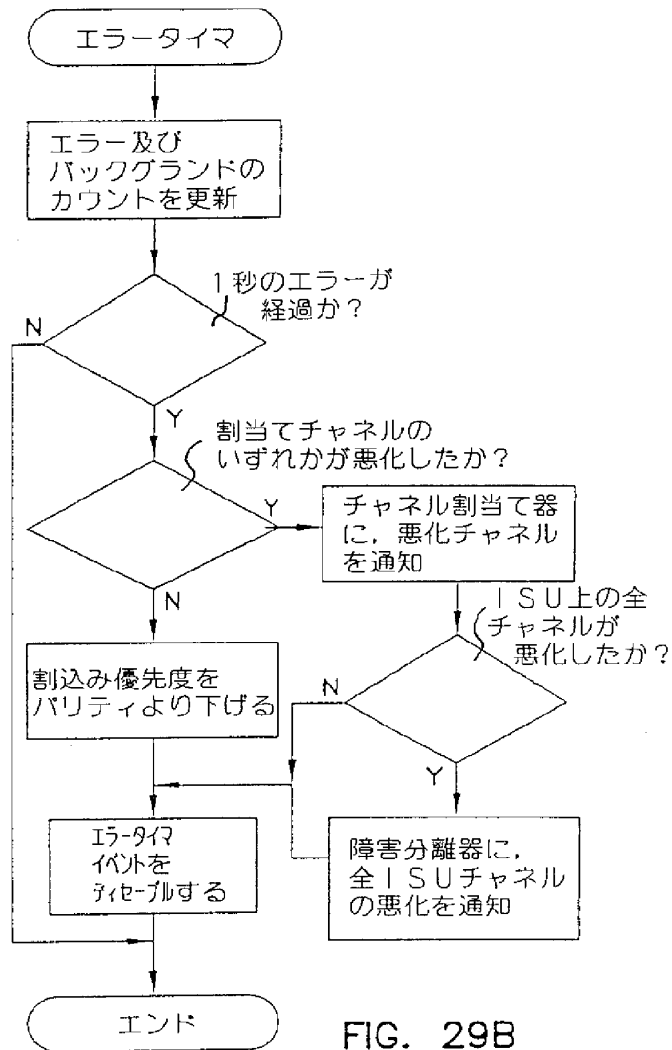 エラータイマ
エラー及び
バックグランドの
カウントを更新
1秒のエラーが
経過か?
N
Y
割当てチャネルの
いずれかが悪化したか?
Y
チャネル割当て器
に,悪化チャネル
を通知
N
ISU上の全
チャネルが
悪化したか?
割込み優先度を
パリティより下げる
N
Y
エラータイマ
イベントを
ディセーブルする
障害分離器に,
全ISUチャネル
の悪化を通知
エンド
FIG. 29B